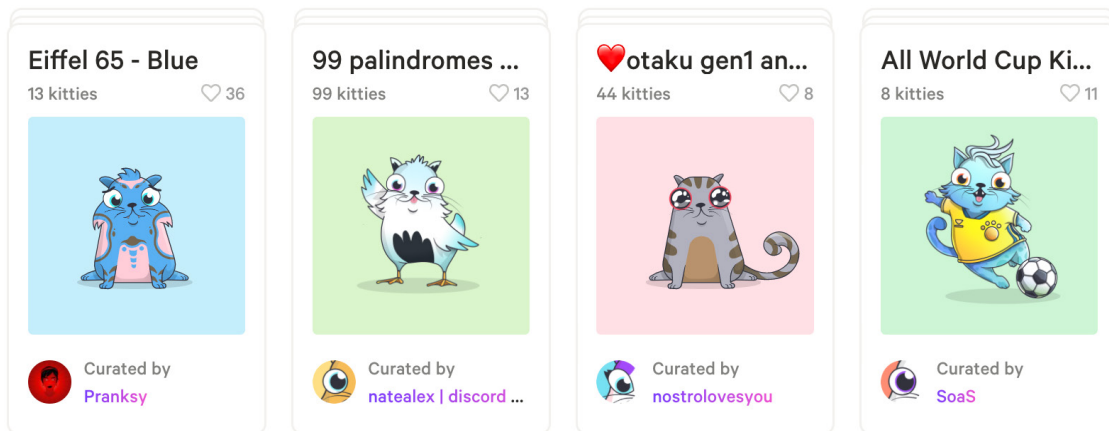 Eiffel 65 - Blue
13 kitties 36
Curated by
Pranksy
99 palindromes ...
99 kitties 13
Curated by
natealex | discord ...
❤️otaku gen1 an...
44 kitties 8
Curated by
nostrolovesyou
All World Cup Ki...
8 kitties 11
Curated by
SoaS